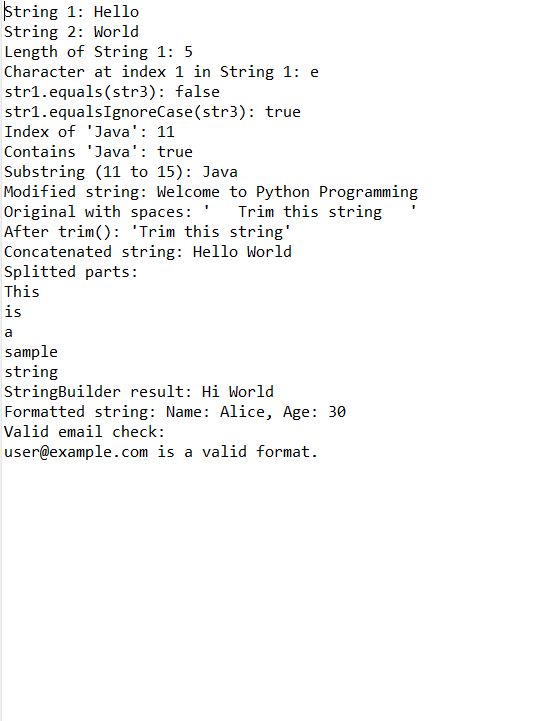 String 1: Hello
String 2: World
Length of String 1: 5
Character at index 1 in String 1: e
str1.equals(str3): false
str1.equalsIgnoreCase(str3): true
Index of 'Java': 11
Contains 'Java': true
Substring (11 to 15): Java
Modified string: Welcome to Python Programming
Original with spaces: '   Trim this string   '
After trim(): 'Trim this string'
Concatenated string: Hello World
Splitted parts:
This
is
a
sample
string
StringBuilder result: Hi World
Formatted string: Name: Alice, Age: 30
Valid email check:
user@example.com is a valid format.